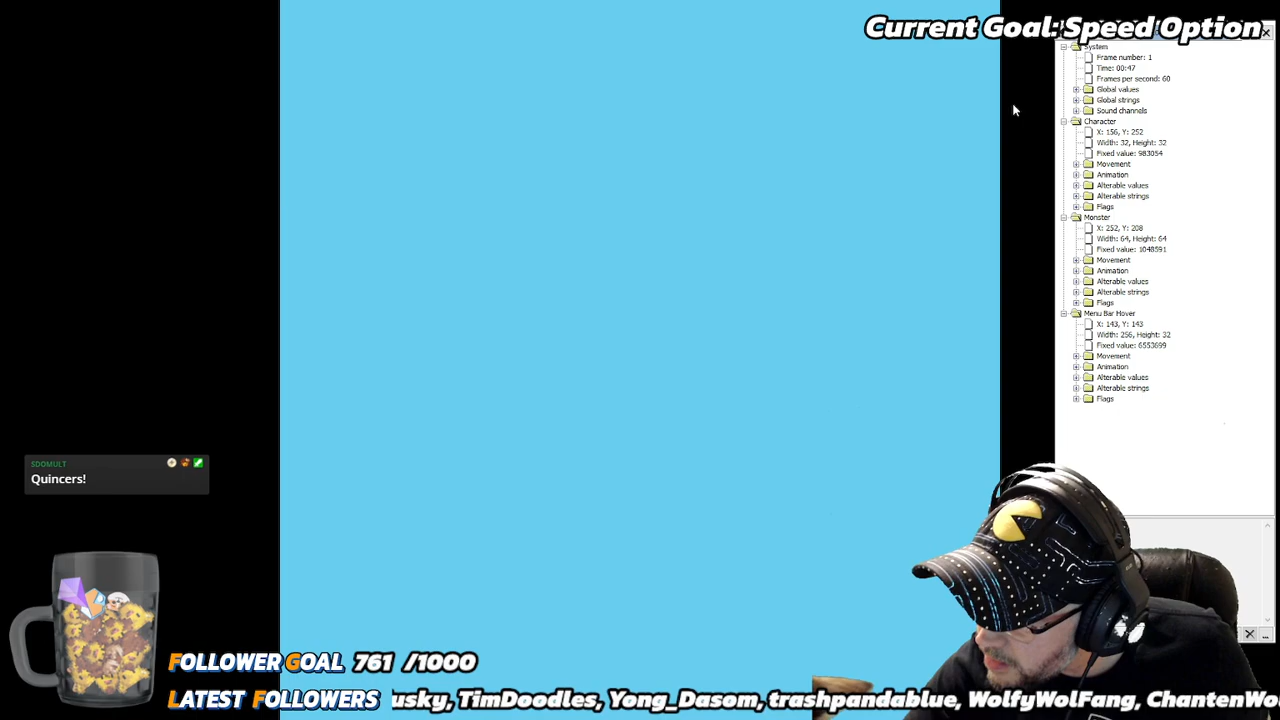 Current Goal: Speed Option
System
Frame number: 1
Time: 00:47
Frames per second: 60
Global values
Global strings
Sound channels
Character
X: 156, Y: 252
Width: 32, Height: 32
Fixed value: 983054
Movement
Animation
Alterable values
Alterable strings
Flags
Monster
X: 252, Y: 208
Width: 64, Height: 64
Fixed value: 1048591
Movement
Animation
Alterable values
Alterable strings
Flags
Menu Bar Hover
X: 143, Y: 143
Width: 256, Height: 32
Fixed value: 6553699
Movement
Animation
Alterable values
Alterable strings
Flags
SDOMULT
Quincers!
FOLLOWER GOAL 761 /1000
LATEST FOLLOWERS usky, TimDoodles, Yong_Dasom, trashpandablue, WolfyWolFang, ChantenWo